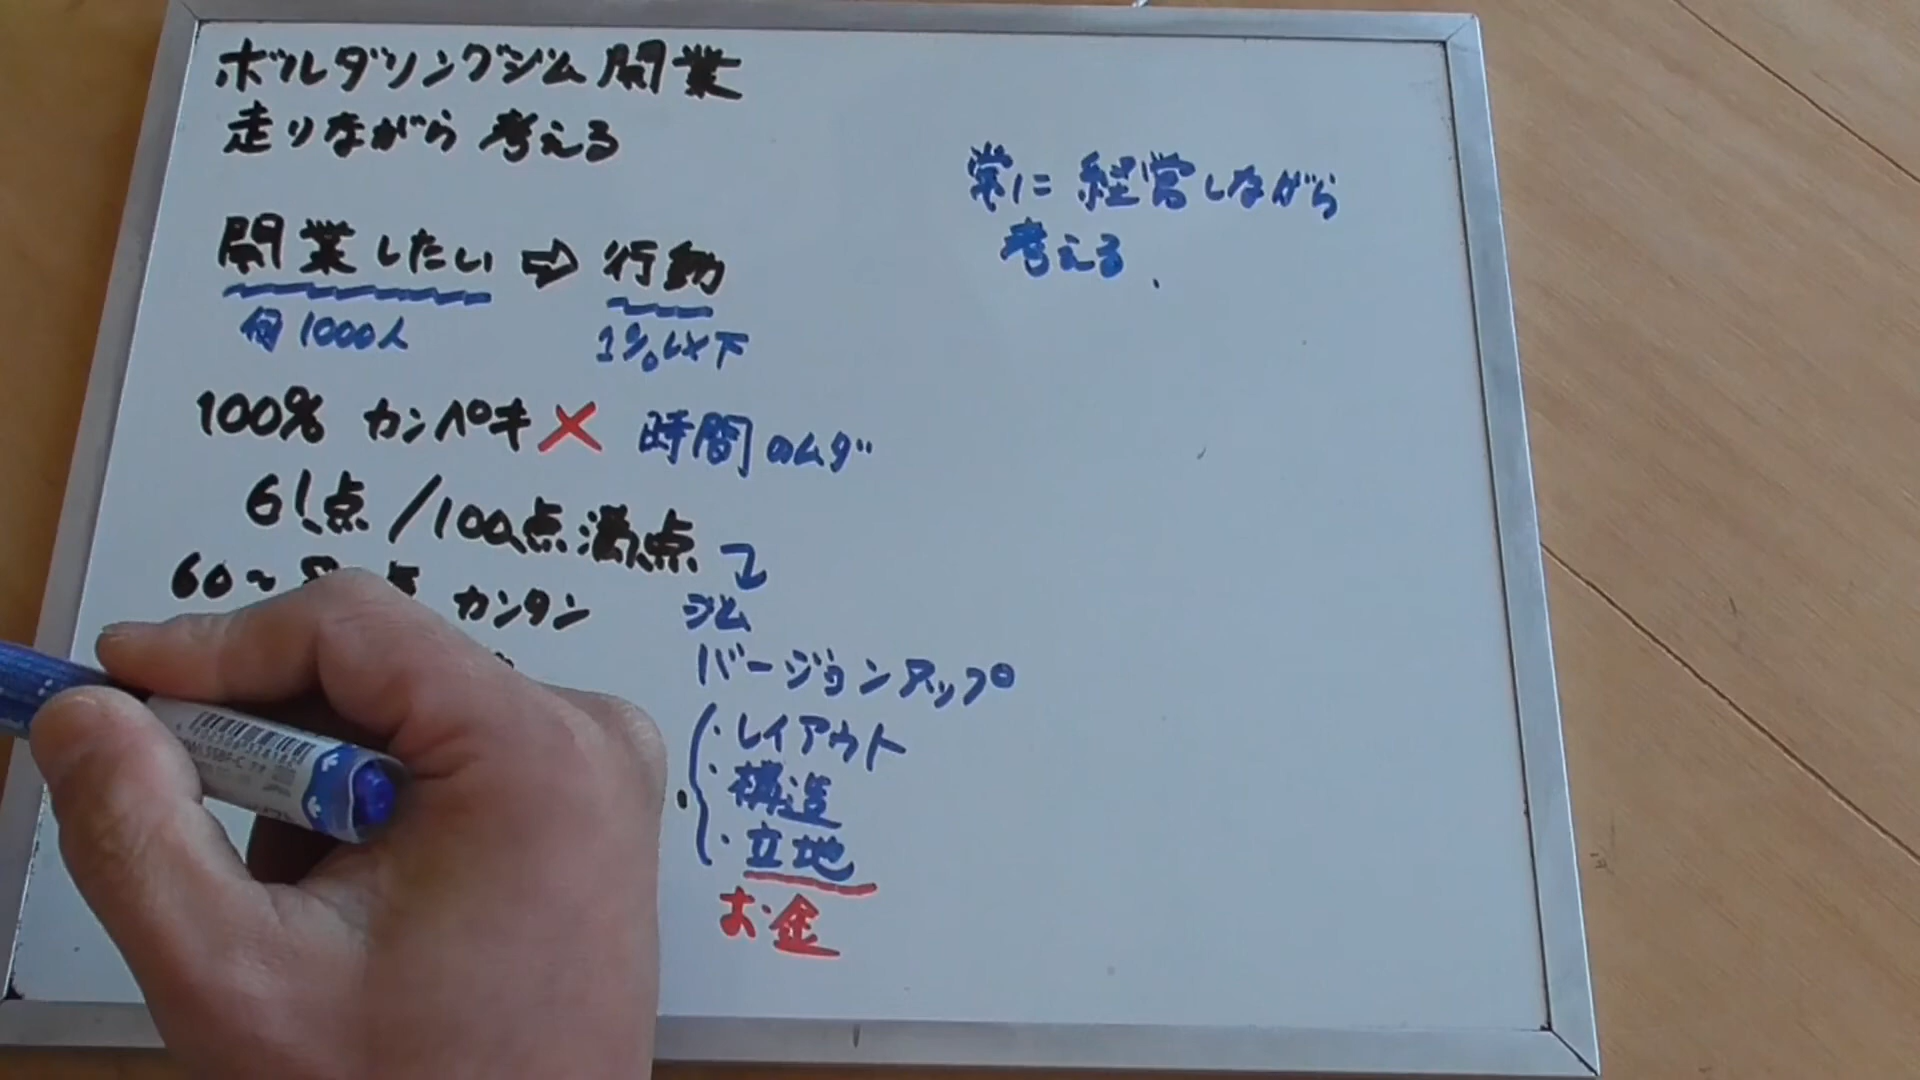 ボルダリングジム開業
走りながら 考える
開業したい ⇨ 行動
何1000人
1%以下
100% カンペキ × 時間のムダ
61点/100点満点
60~
カンタン
ジム
バージョンアップ
・レイアウト
・構造
・立地
お金
常に 経営しながら
考える